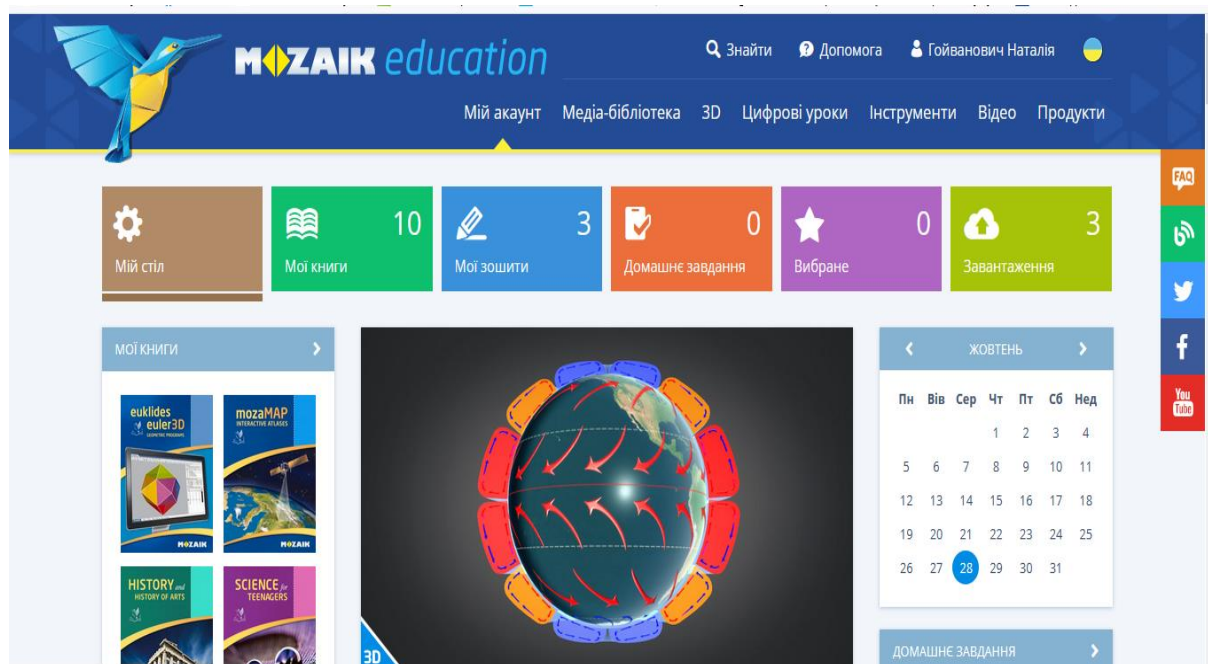 MOZAIK education
Знайти
Допомога
Гойванович Наталія
Мій акаунт Медіа-бібліотека 3D Цифрові уроки Інструменти Відео Продукти
FAQ
Мій стіл
10
Мої книги
3
Мої зошити
0
Домашнє завдання
0
Вибране
3
Завантаження
You
Tube
МОЇ КНИГИ
euklides
euler3D
GEOMETRIC PROGRAMS
MOZAIK
mozaMAP
INTERACTIVE ATLASES
MOZAIK
HISTORY and
HISTORY OF ARTS
SCIENCE for
TEENAGERS
3D
ЖОВТЕНЬ
Пн Вів Сер Чт Пт Сб Нед
1 2 3 4
5 6 7 8 9 10 11
12 13 14 15 16 17 18
19 20 21 22 23 24 25
26 27 28 29 30 31
ДОМАШНЄ ЗАВДАННЯ